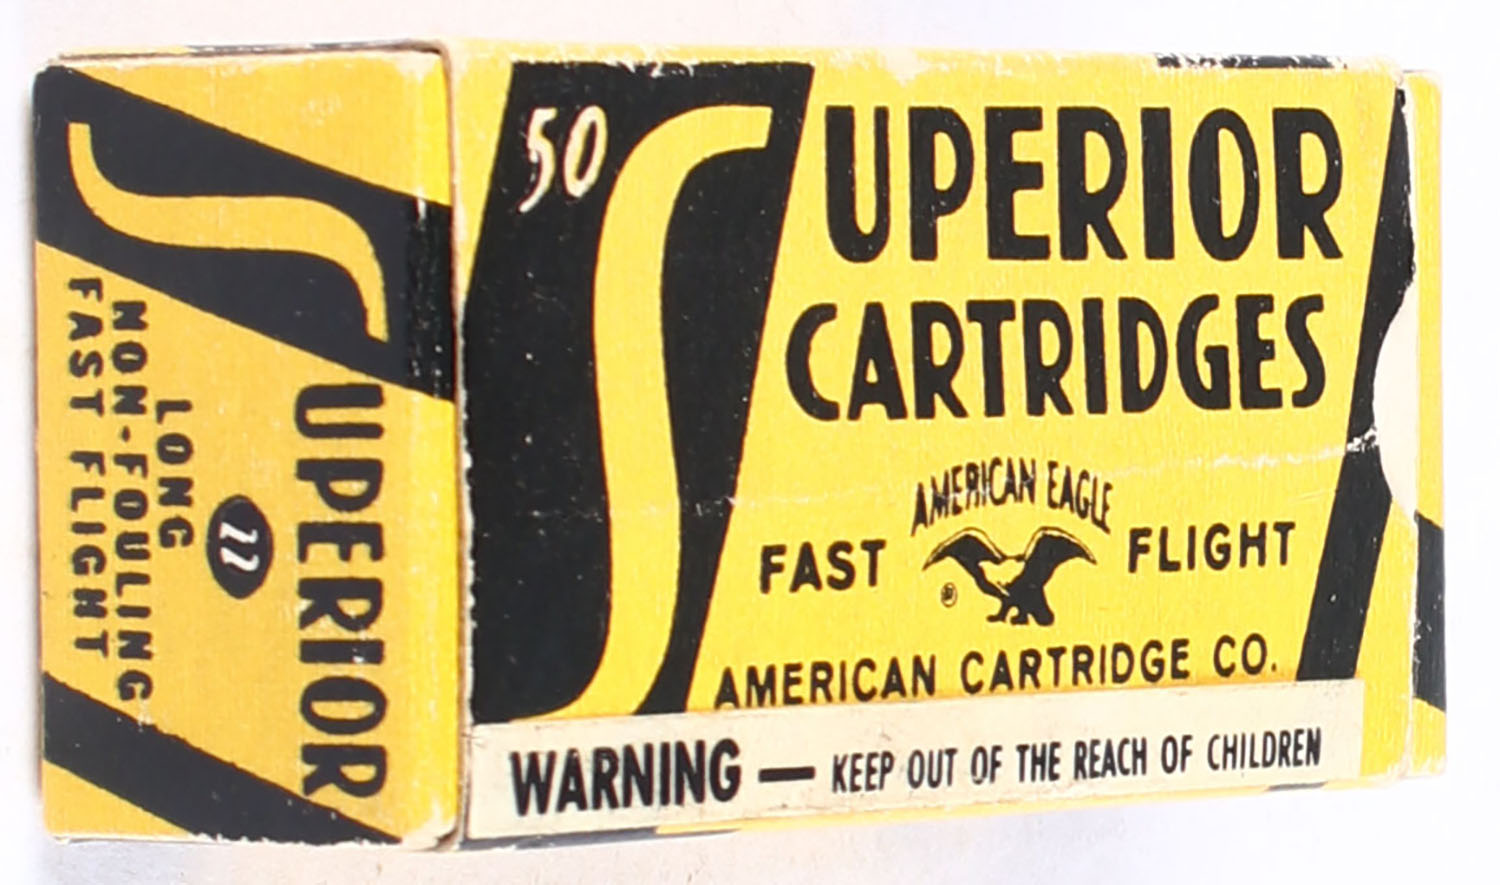 50
SUPERIOR
CARTRIDGES
AMERICAN EAGLE
FAST FLIGHT
®
AMERICAN CARTRIDGE CO.
WARNING — KEEP OUT OF THE REACH OF CHILDREN
SUPERIOR
22
LONG
NON-FOULING
FAST FLIGHT